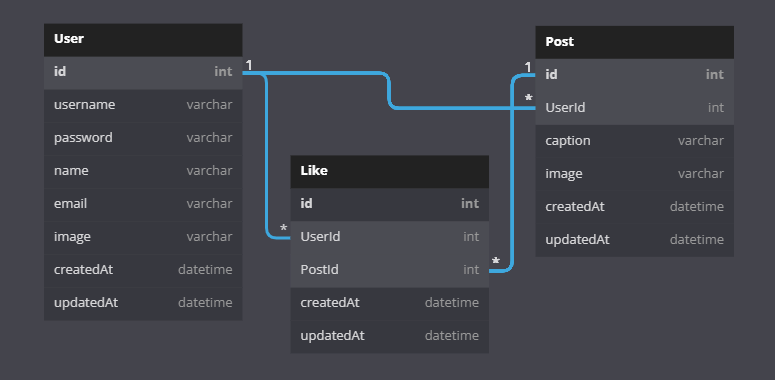 User
id int
username varchar
password varchar
name varchar
email varchar
image varchar
createdAt datetime
updatedAt datetime
1
*
Like
id int
UserId int
PostId int
createdAt datetime
updatedAt datetime
*
1
*
Post
id int
UserId int
caption varchar
image varchar
createdAt datetime
updatedAt datetime